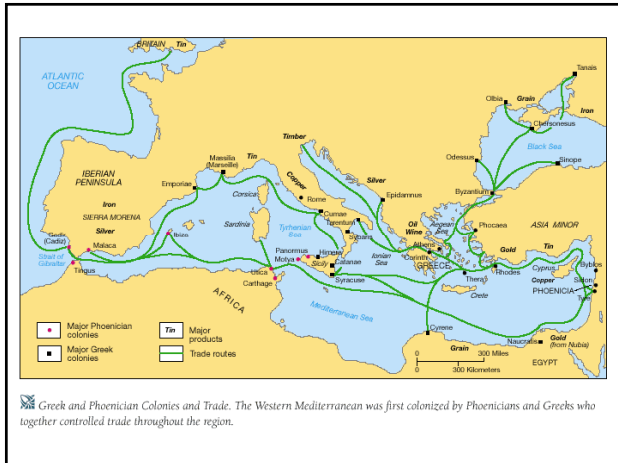 BRITAIN Tin
ATLANTIC
OCEAN
Tanais
Olbia
Grain
Chersonesus
Iron
Timber
Black Sea
Massilia
(Marseille)
Tin
Odessus
Sinope
IBERIAN
PENINSULA
Copper
Silver
Byzantium
Emporiae
Corsica
Rome
Epidamnus
Iron
SIERRA MORENA
Cumae
Tarentum
Oil
Wine
Aegean
Sea
Phocaea
ASIA MINOR
Silver
Sardinia
Tyrrhenian
Sea
Sybaris
Gadir
(Cadiz)
Malaca
Ibiza
Panormus
Himera
Ionian
Sea
Athens
Corinth
Gold
Tin
Strait of
Gibraltar
Motya
Sicily
Catanae
GREECE
Rhodes
Cyprus
Byblos
Tingus
Utica
Syracuse
Thera
Copper
Sidon
Carthage
Crete
PHOENICIA
Tyre
AFRICA
Mediterranean Sea
Cyrene
Gold
(from Nubia)
Naucratis
Grain
EGYPT
Major Phoenician
colonies
Tin
Major
products
Major Greek
colonies
Trade routes
0 300 Miles
0 300 Kilometers
Greek and Phoenician Colonies and Trade. The Western Mediterranean was first colonized by Phoenicians and Greeks who
together controlled trade throughout the region.